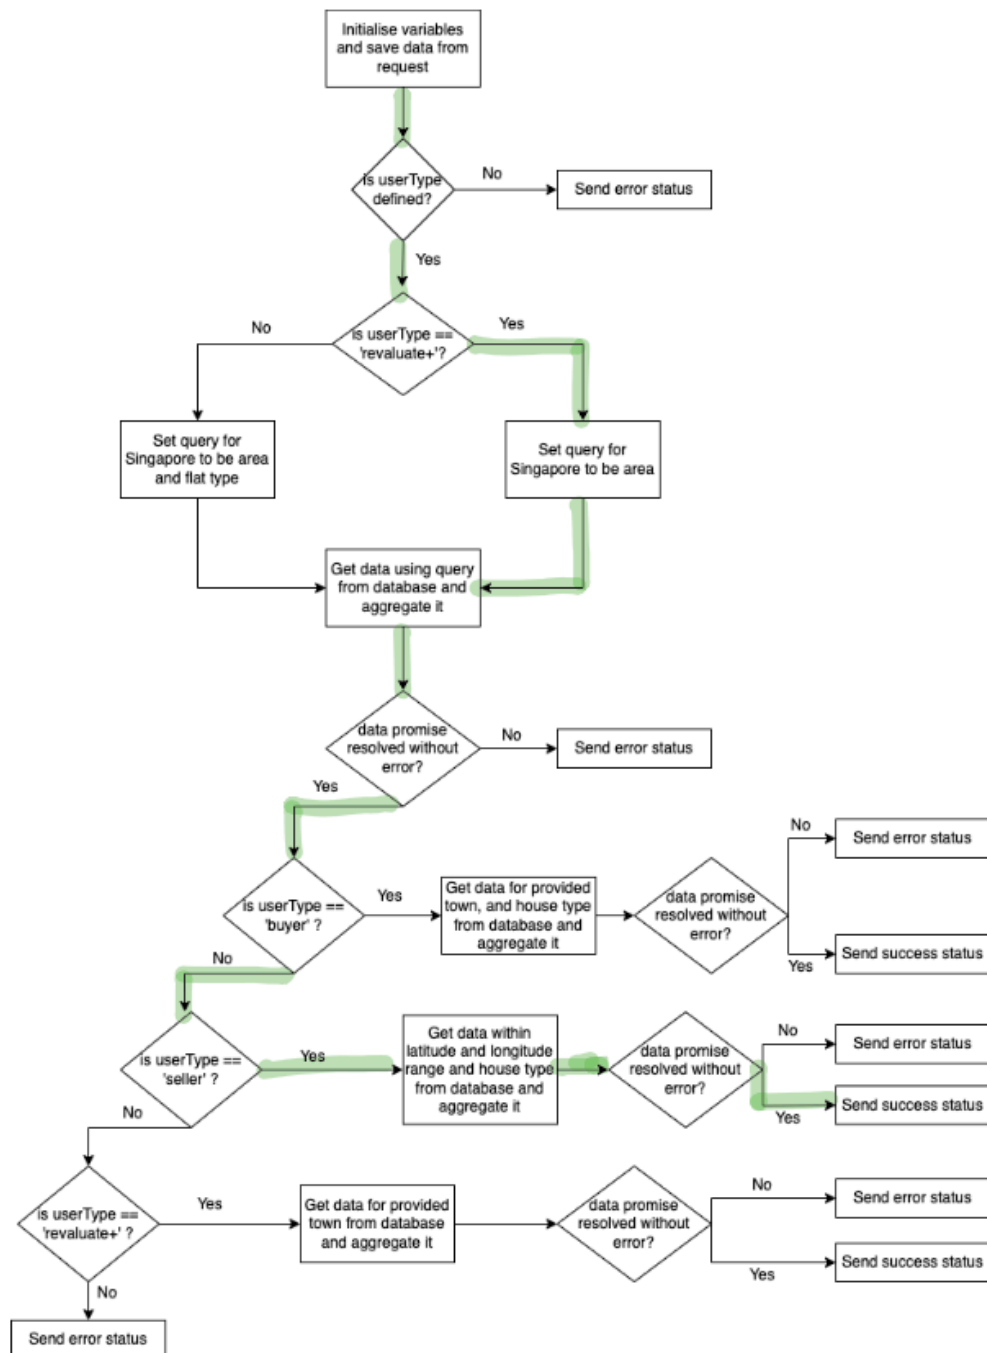 Initialise variables
and save data from
request
is userType
defined?
No
Send error status
Yes
is userType ==
'revaluate+'?
No
Yes
Set query for
Singapore to be area
and flat type
Set query for
Singapore to be area
Get data using query
from database and
aggregate it
data promise
resolved without
error?
No
Send error status
Yes
is userType ==
'buyer' ?
Yes
Get data for provided
town, and house type
from database and
aggregate it
data promise
resolved without
error?
No
Send error status
Yes
Send success status
No
is userType ==
'seller' ?
Yes
Get data within
latitude and longitude
range and house type
from database and
aggregate it
data promise
resolved without
error?
No
Send error status
Yes
Send success status
No
is userType ==
'revaluate+' ?
Yes
Get data for provided
town from database
and aggregate it
data promise
resolved without
error?
No
Send error status
Yes
Send success status
No
Send error status